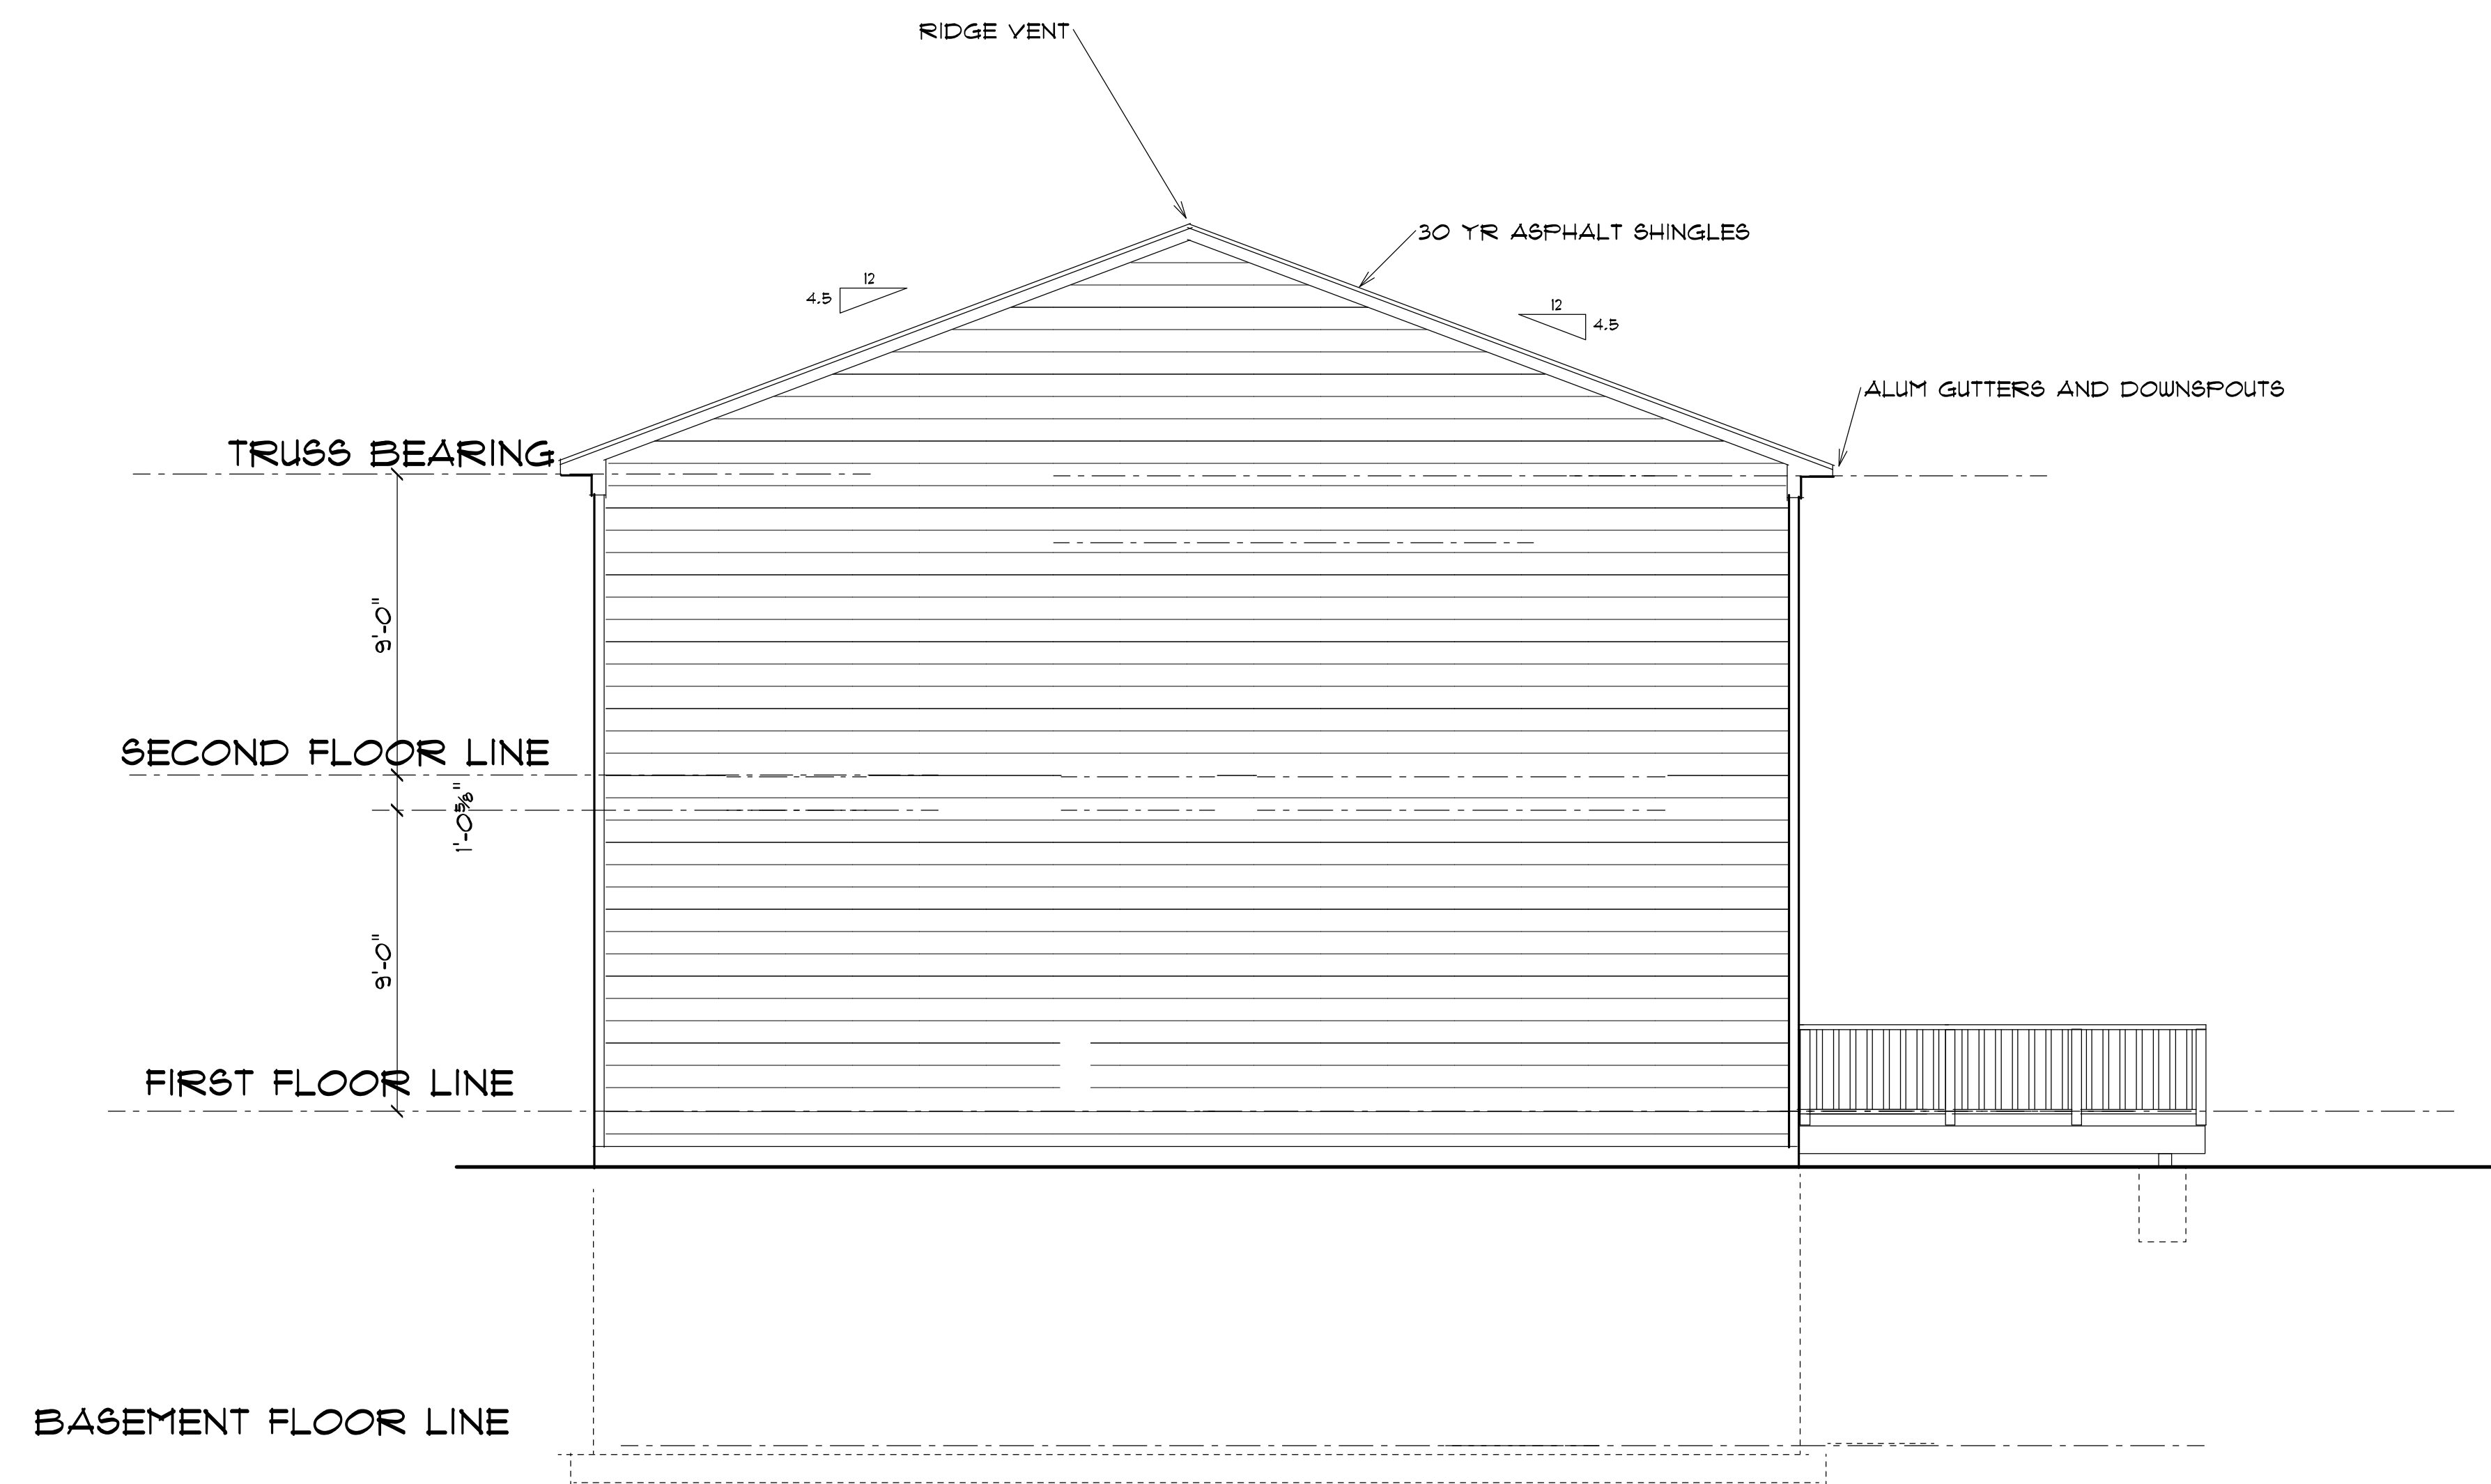 RIDGE VENT
30 YR ASPHALT SHINGLES
12
4.5
12
4.5
ALUM GUTTERS AND DOWNSPOUTS
TRUSS BEARING
9'-0"
SECOND FLOOR LINE
1'-0⅝"
9'-0"
FIRST FLOOR LINE
BASEMENT FLOOR LINE